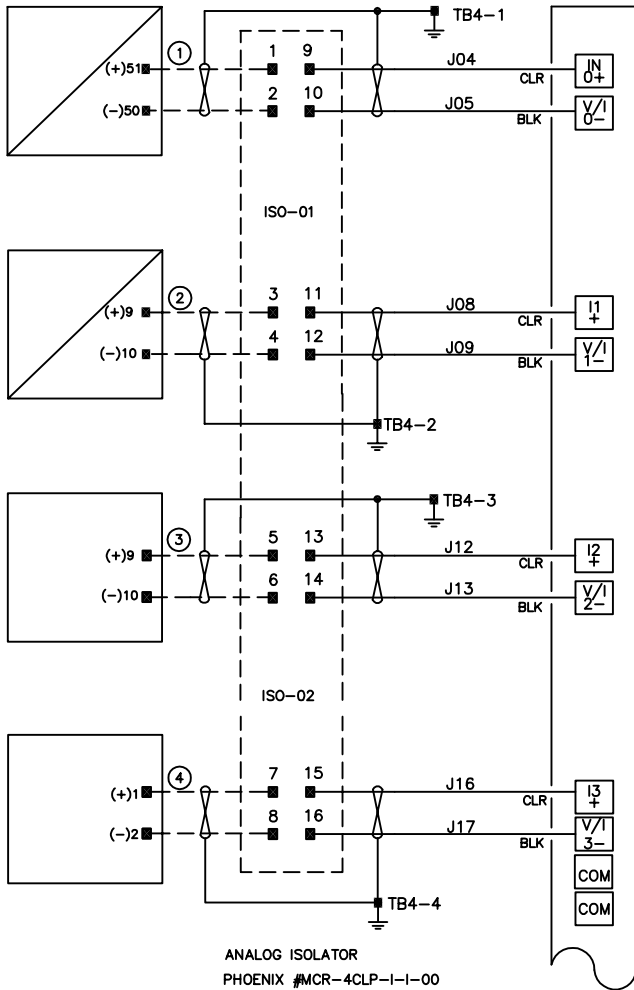 TB4-1
1 1 9 J04 IN
(+)51 CLR 0+
2 10 J05 V/I
(-)50 BLK 0-
ISO-01
2 3 11 J08 I1
(+)9 CLR +
4 12 J09 V/I
(-)10 BLK 1-
TB4-2
TB4-3
3 5 13 J12 I2
(+)9 CLR +
6 14 J13 V/I
(-)10 BLK 2-
ISO-02
4 7 15 J16 I3
(+)1 CLR +
8 16 J17 V/I
(-)2 BLK 3-
COM
TB4-4 COM
ANALOG ISOLATOR
PHOENIX #MCR-4CLP-I-I-00